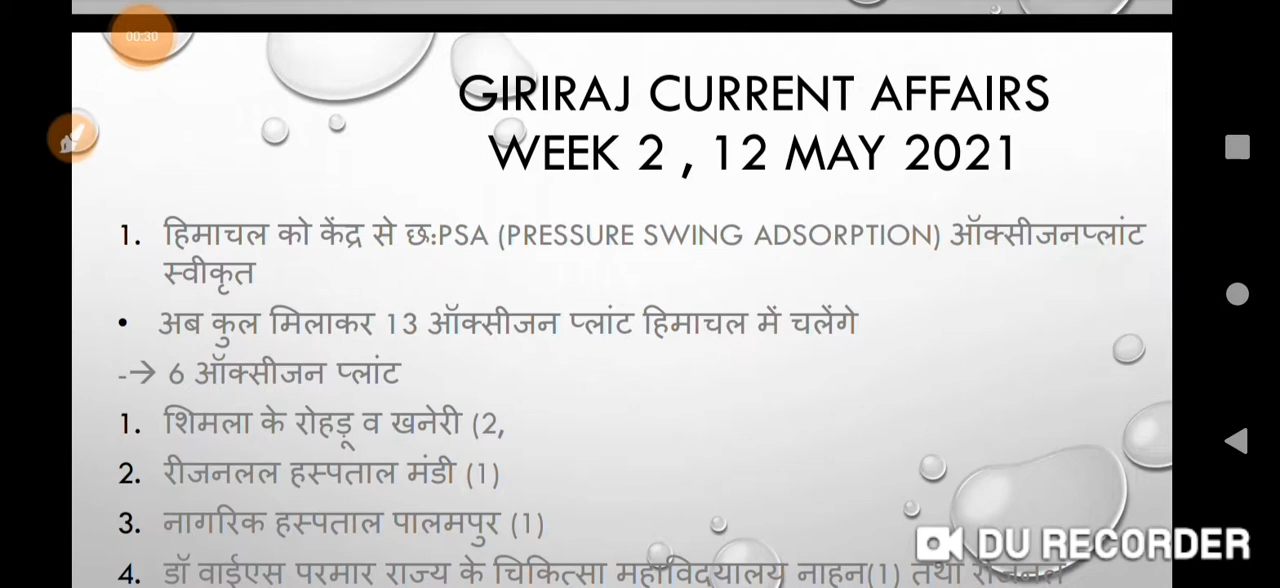 00:30
GIRIRAJ CURRENT AFFAIRS
WEEK 2 , 12 MAY 2021
1. हिमाचल को केंद्र से छः PSA (PRESSURE SWING ADSORPTION) ऑक्सीजनप्लांट
स्वीकृत
• अब कुल मिलाकर 13 ऑक्सीजन प्लांट हिमाचल में चलेंगे
-→ 6 ऑक्सीजन प्लांट
1. शिमला के रोहड़ू व खनेरी (2,
2. रीजनलल हस्पताल मंडी (1)
3. नागरिक हस्पताल पालमपुर (1)
4. डॉ वाईएस परमार राज्य के चिकित्सा महाविद्यालय नाहन(1) तथा
DU RECORDER